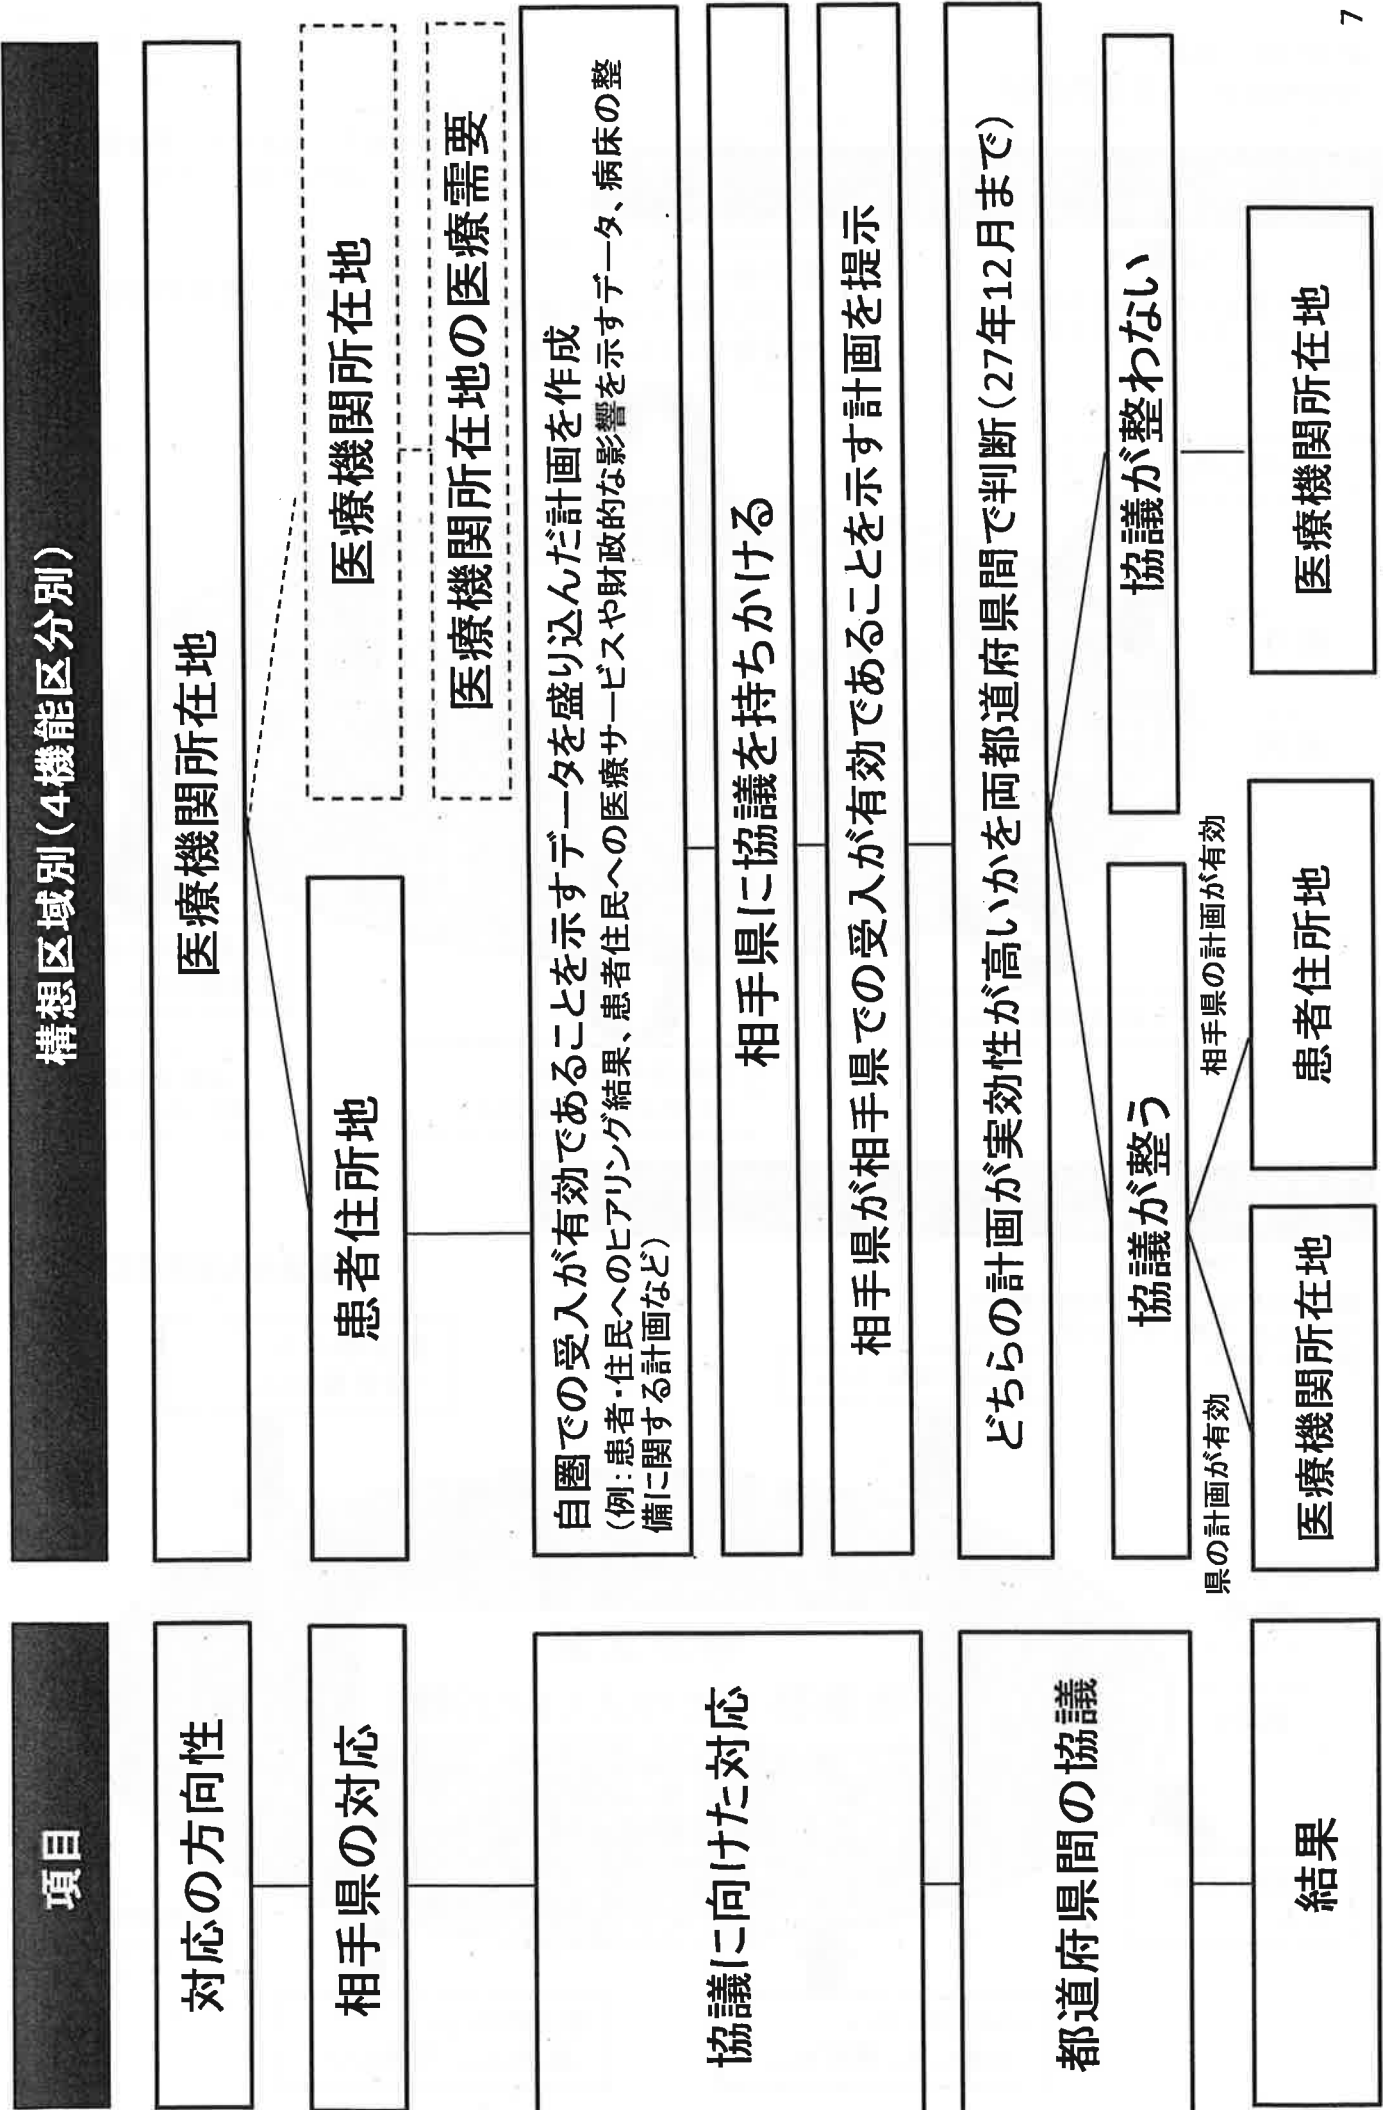 項目
構想区域別(4機能区分別)
対応の方向性
医療機関所在地
相手県の対応
患者住所地
医療機関所在地
医療機関所在地の医療需要
協議に向けた対応
自圏での受入が有効であることを示すデータを盛り込んだ計画を作成
(例:患者・住民へのヒアリング結果、患者住民への医療サービスや財政的な影響を示すデータ、病床の整
備に関する計画など)
相手県に協議を持ちかける
相手県が相手県での受入が有効であることを示す計画を提示
都道府県間の協議
どちらの計画が実効性が高いかを両都道府県間で判断(27年12月まで)
協議が整う
協議が整わない
県の計画が有効
相手県の計画が有効
結果
医療機関所在地
患者住所地
医療機関所在地
7